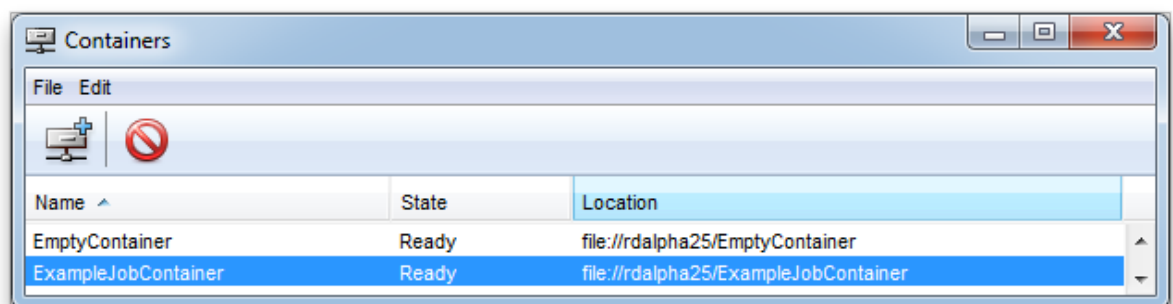 Containers
File Edit
Name State Location
EmptyContainer Ready file://rdalpha25/EmptyContainer
ExampleJobContainer Ready file://rdalpha25/ExampleJobContainer